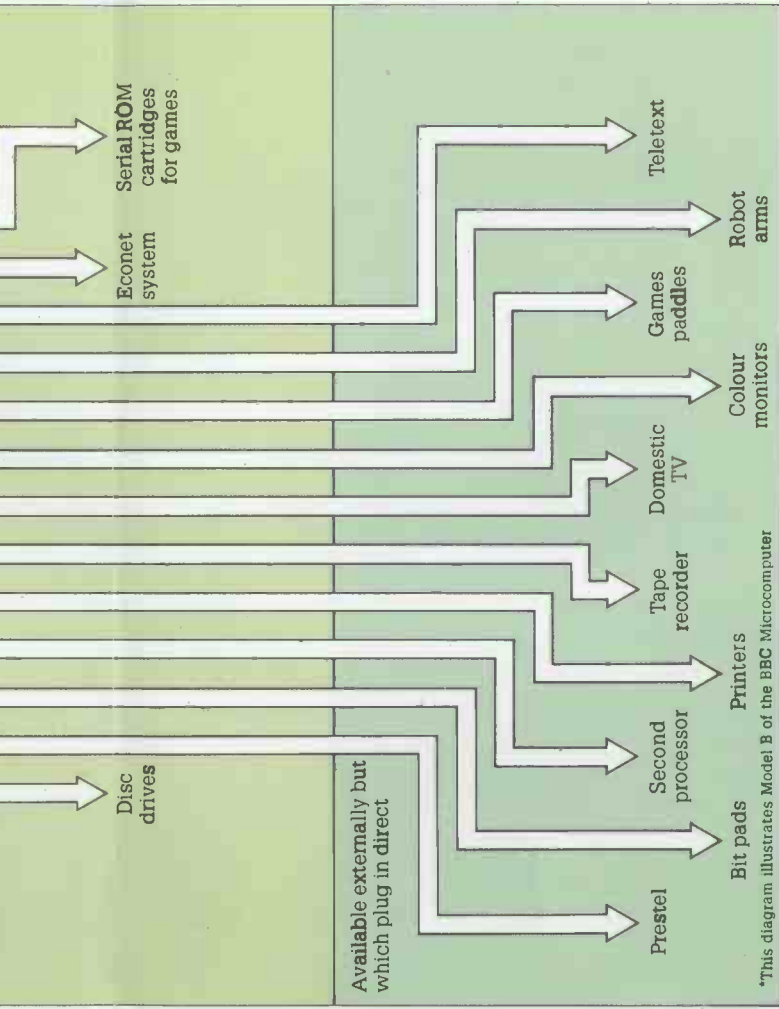 Disc
drives
Econet
system
Serial ROM
cartridges
for games
Available externally but
which plug in direct
Prestel
Second
processor
Tape
recorder
Domestic
TV
Games
paddles
Teletext
Bit pads
Printers
Colour
monitors
Robot
arms
*This diagram illustrates Model B of the BBC Microcomputer